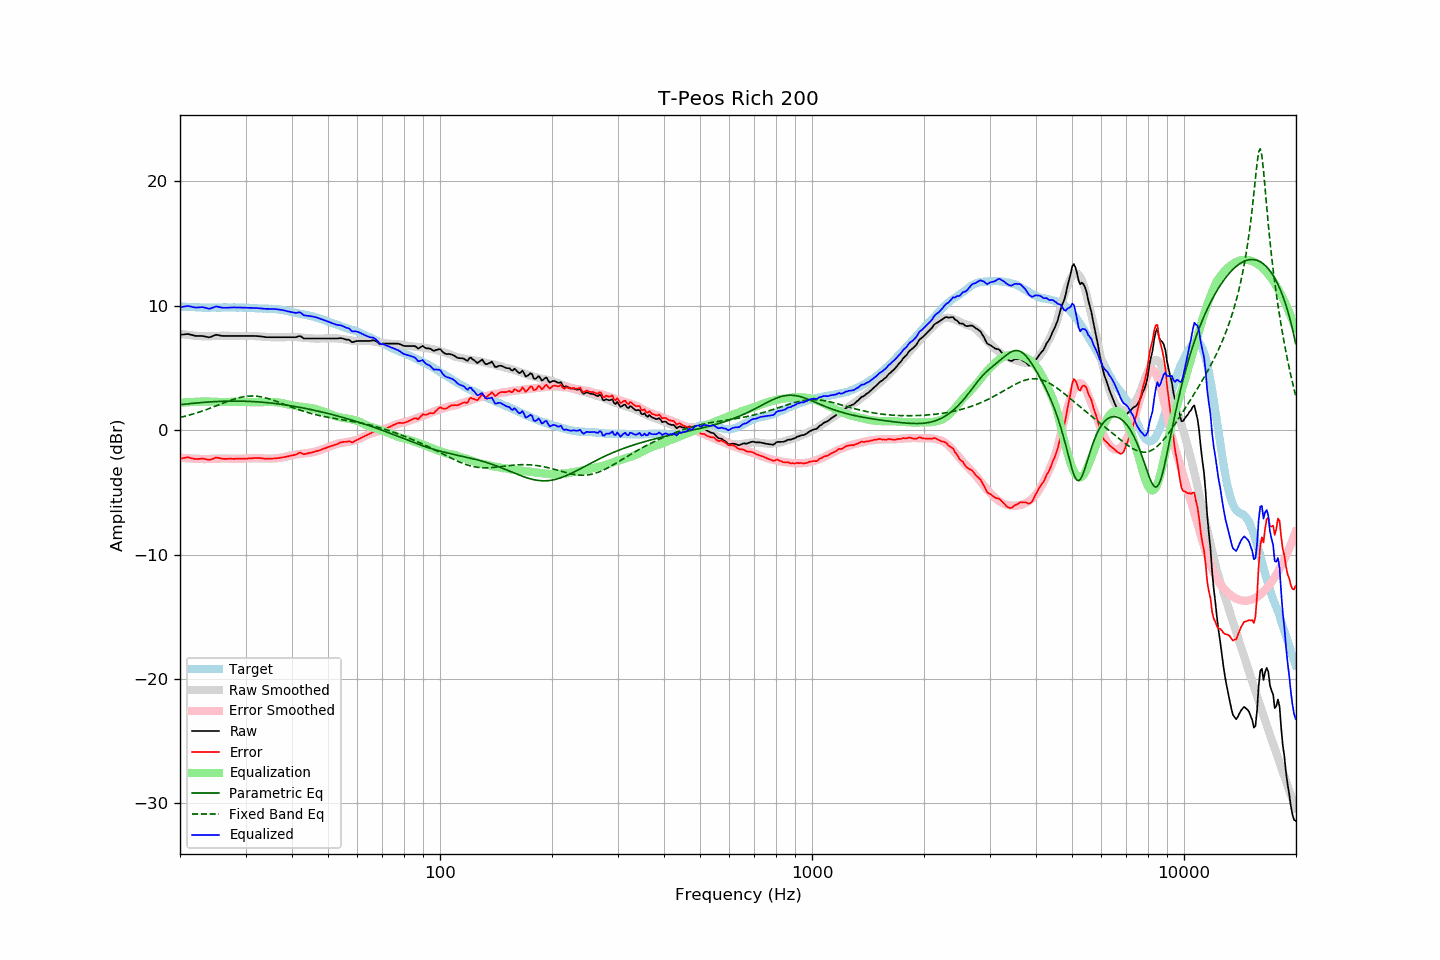 T-Peos Rich 200
Amplitude (dBr)
20
10
0
−10
−20
−30
Target
Raw Smoothed
Error Smoothed
Raw
Error
Equalization
Parametric Eq
Fixed Band Eq
Equalized
100
1000
10000
Frequency (Hz)